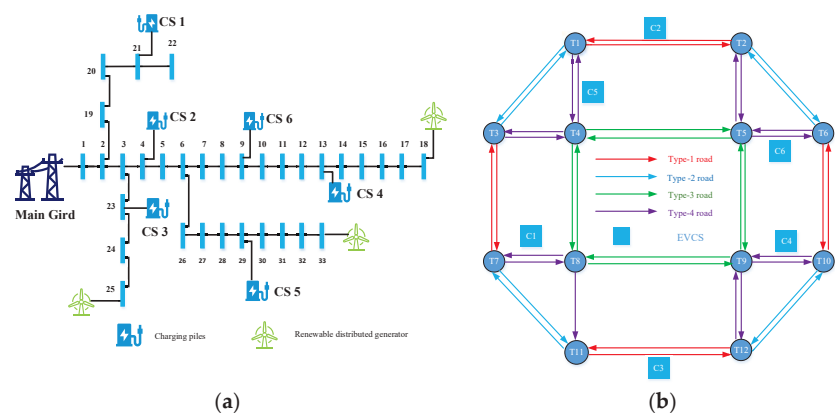 CS 1
21
22
20
19
CS 2
CS 6
1
2
3
4
5
6
7
8
9
10
11
12
13
14
15
16
17
18
Main Gird
23
CS 3
CS 4
24
26
27
28
29
30
31
32
33
25
CS 5
Charging piles
Renewable distributed generator
(a)
C2
T1
T2
C5
T3
T4
T5
T6
C6
Type-1 road
Type -2 road
Type-3 road
Type-4 road
C1
EVCS
C4
T7
T8
T9
T10
T11
T12
C3
(b)